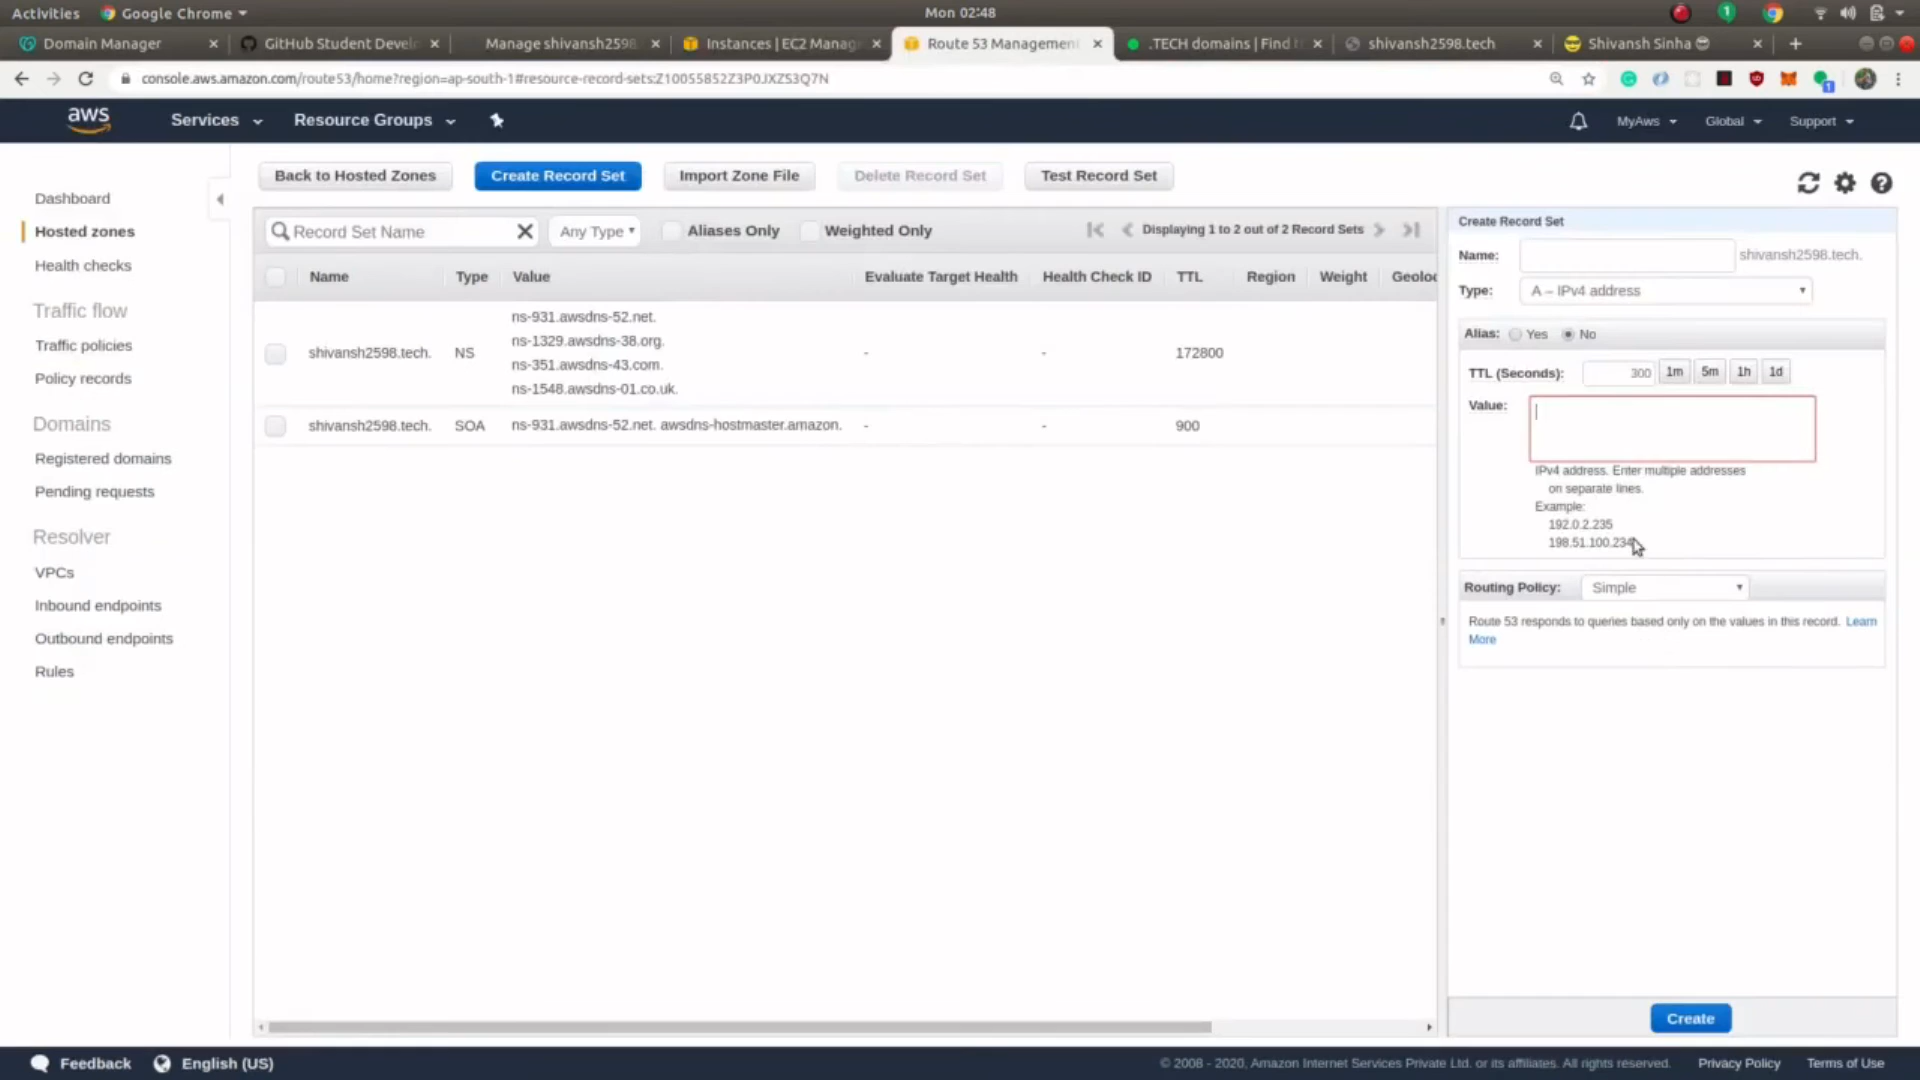 Activities Google Chrome Mon 02:48 1
Domain Manager
GitHub Student Devel
Manage shivansh2598
Instances | EC2 Manag
Route 53 Management
.TECH domains | Find t
shivansh2598.tech
Shivansh Sinha
console.aws.amazon.com/route53/home?region=ap-south-1#resource-record-sets:Z10055852Z3P0JXZS3Q7N
aws Services Resource Groups MyAws Global Support
Dashboard
Hosted zones
Health checks
Traffic flow
Traffic policies
Policy records
Domains
Registered domains
Pending requests
Resolver
VPCs
Inbound endpoints
Outbound endpoints
Rules
Back to Hosted Zones Create Record Set Import Zone File Delete Record Set Test Record Set
Record Set Name Any Type Aliases Only Weighted Only Displaying 1 to 2 out of 2 Record Sets
Name Type Value Evaluate Target Health Health Check ID TTL Region Weight Geoloc
ns-931.awsdns-52.net.
ns-1329.awsdns-38.org.
shivansh2598.tech. NS - - 172800
ns-351.awsdns-43.com.
ns-1548.awsdns-01.co.uk.
shivansh2598.tech. SOA ns-931.awsdns-52.net. awsdns-hostmaster.amazon. - - 900
Create Record Set
Name: shivansh2598.tech.
Type: A – IPv4 address
Alias: Yes No
TTL (Seconds): 300 1m 5m 1h 1d
Value:
IPv4 address. Enter multiple addresses
on separate lines.
Example:
192.0.2.235
198.51.100.234
Routing Policy: Simple
Route 53 responds to queries based only on the values in this record. Learn
More
Create
Feedback English (US) © 2008 - 2020, Amazon Internet Services Private Ltd. or its affiliates. All rights reserved. Privacy Policy Terms of Use